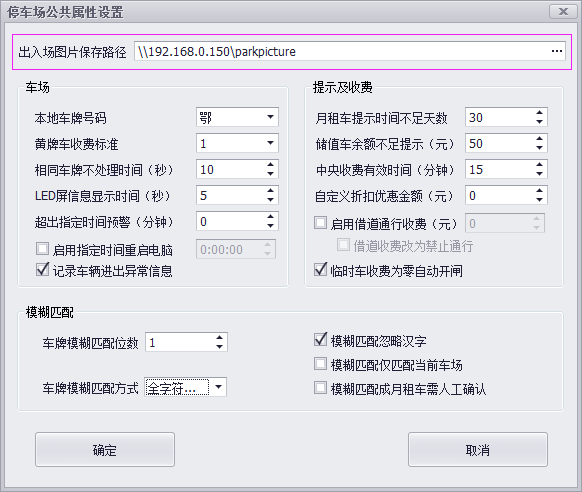 停车场公共属性设置
出入场图片保存路径 \\192.168.0.150\parkpicture ...
车场
本地车牌号码 鄂
黄牌车收费标准 1
相同车牌不处理时间（秒） 10
LED屏信息显示时间（秒） 5
超出指定时间预警（分钟） 0
启用指定时间重启电脑 0:00:00
记录车辆进出异常信息
提示及收费
月租车提示时间不足天数 30
储值车余额不足提示（元） 50
中央收费有效时间（分钟） 15
自定义折扣优惠金额（元） 0
启用借道通行收费（元） 0
借道收费改为禁止通行
临时车收费为零自动开闸
模糊匹配
车牌模糊匹配位数 1
车牌模糊匹配方式 全字符...
模糊匹配忽略汉字
模糊匹配仅匹配当前车场
模糊匹配成月租车需人工确认
确定
取消